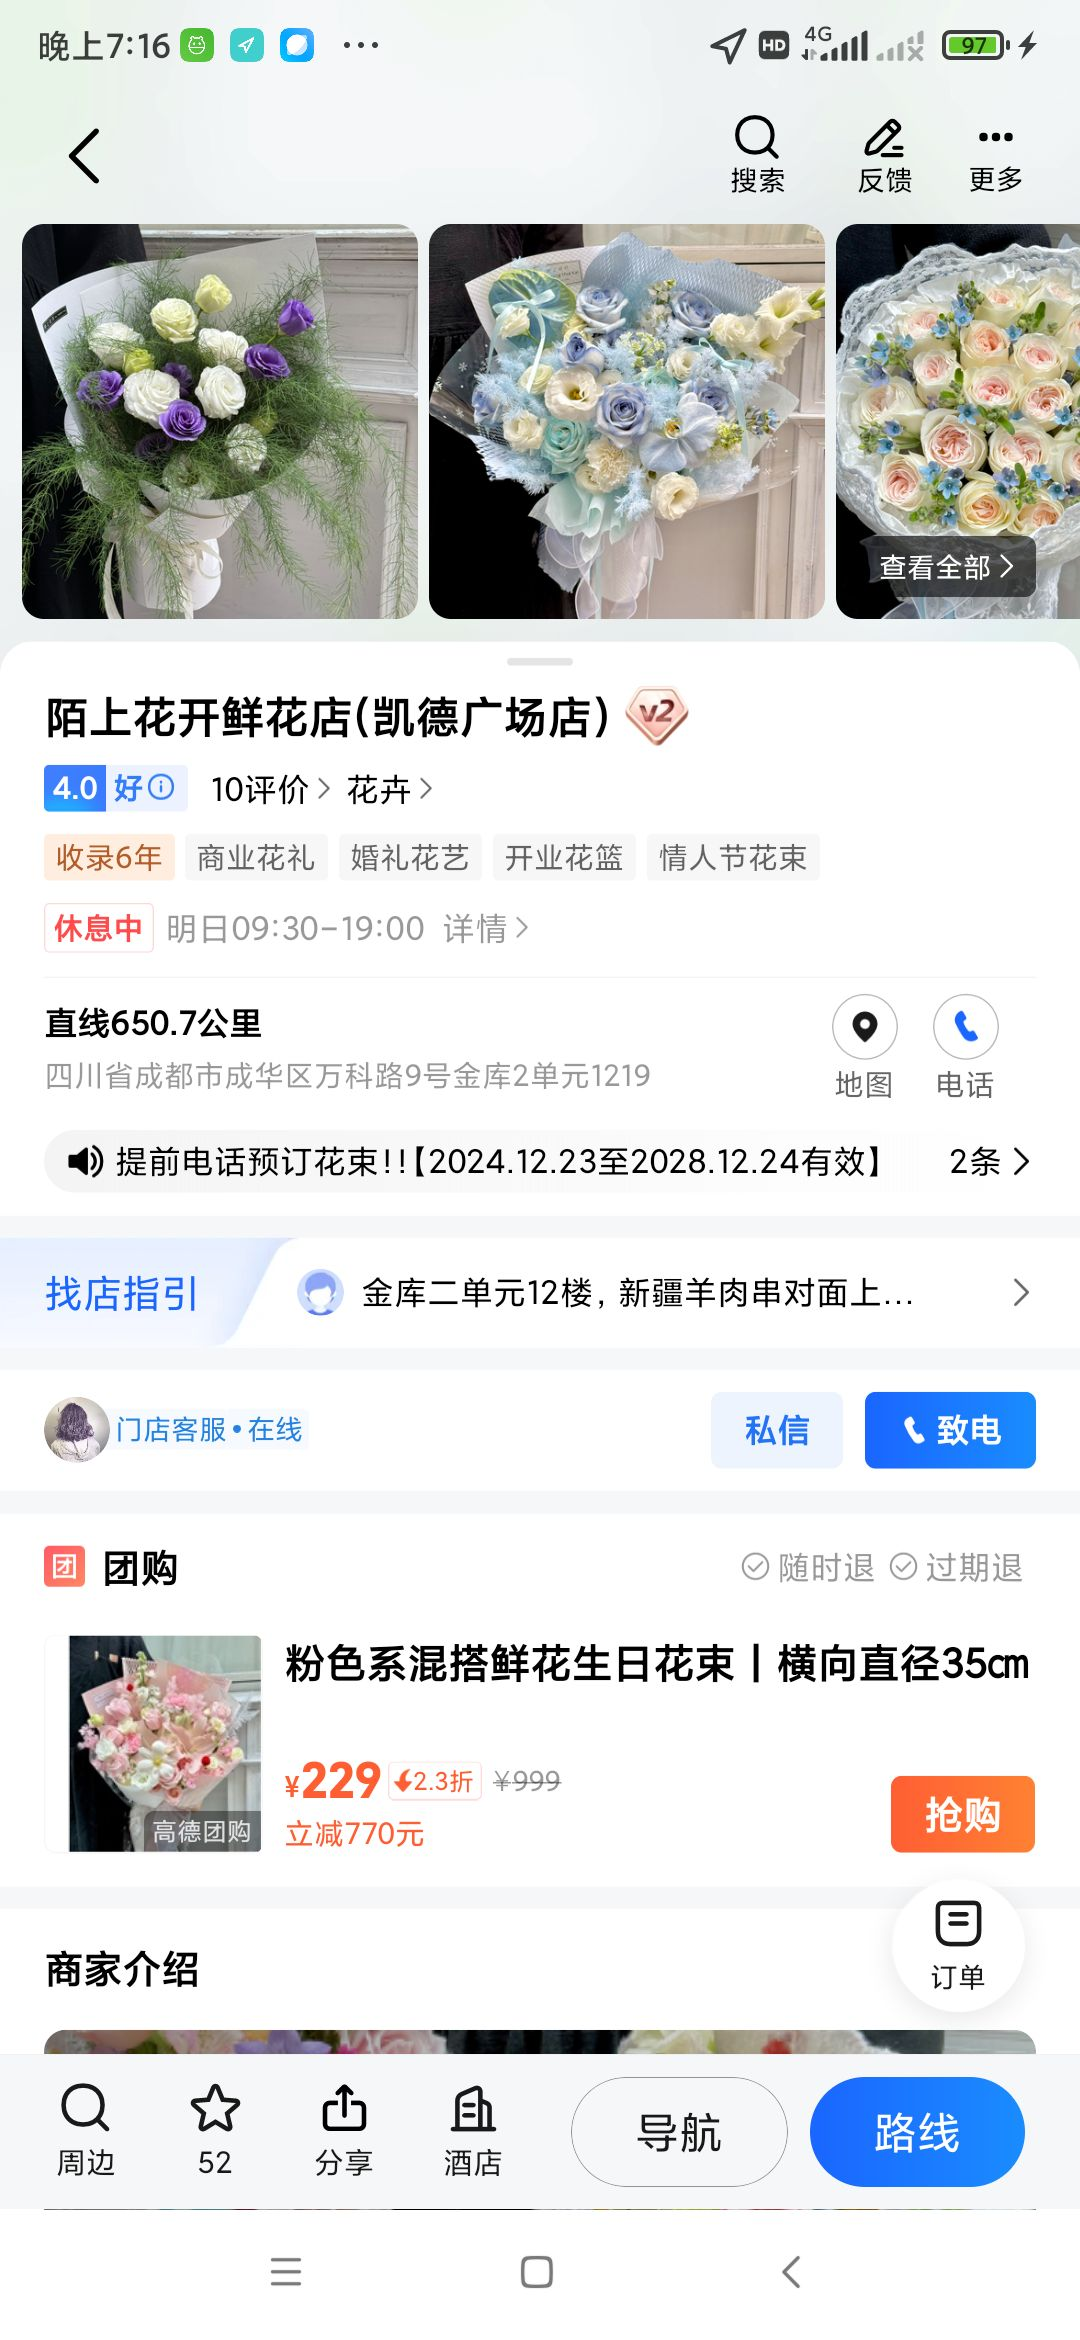 晚上7:16
HD 4G 97
搜索 反馈 更多
查看全部
陌上花开鲜花店(凯德广场店) v2
4.0 好 10评价 花卉
收录6年 商业花礼 婚礼花艺 开业花篮 情人节花束
休息中 明日09:30-19:00 详情
直线650.7公里
四川省成都市成华区万科路9号金库2单元1219
地图 电话
提前电话预订花束!!【2024.12.23至2028.12.24有效】 2条
找店指引 金库二单元12楼,新疆羊肉串对面上...
门店客服•在线 私信 致电
团 团购 随时退 过期退
粉色系混搭鲜花生日花束丨横向直径35㎝
¥229 2.3折 ¥999
立减770元
抢购
高德团购
订单
商家介绍
周边 52 分享 酒店 导航 路线